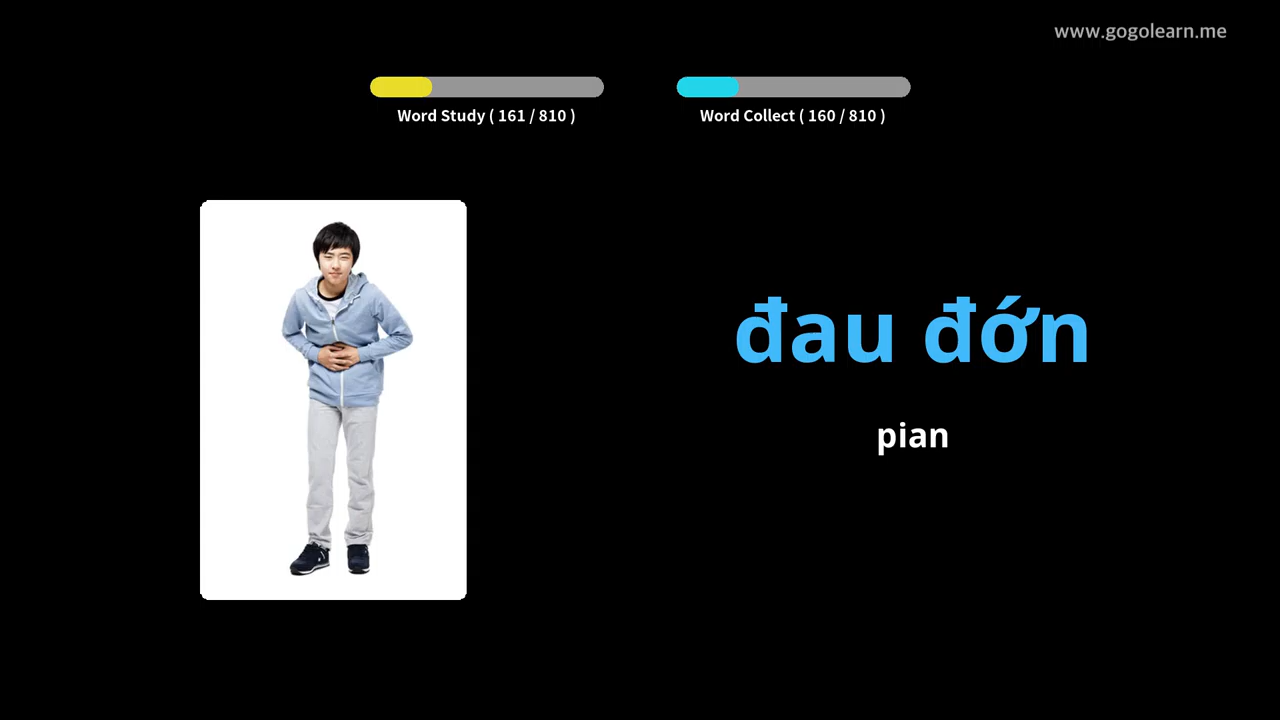 www.gogolearn.me
Word Study ( 161 / 810 )
Word Collect ( 160 / 810 )
đau đớn
pian